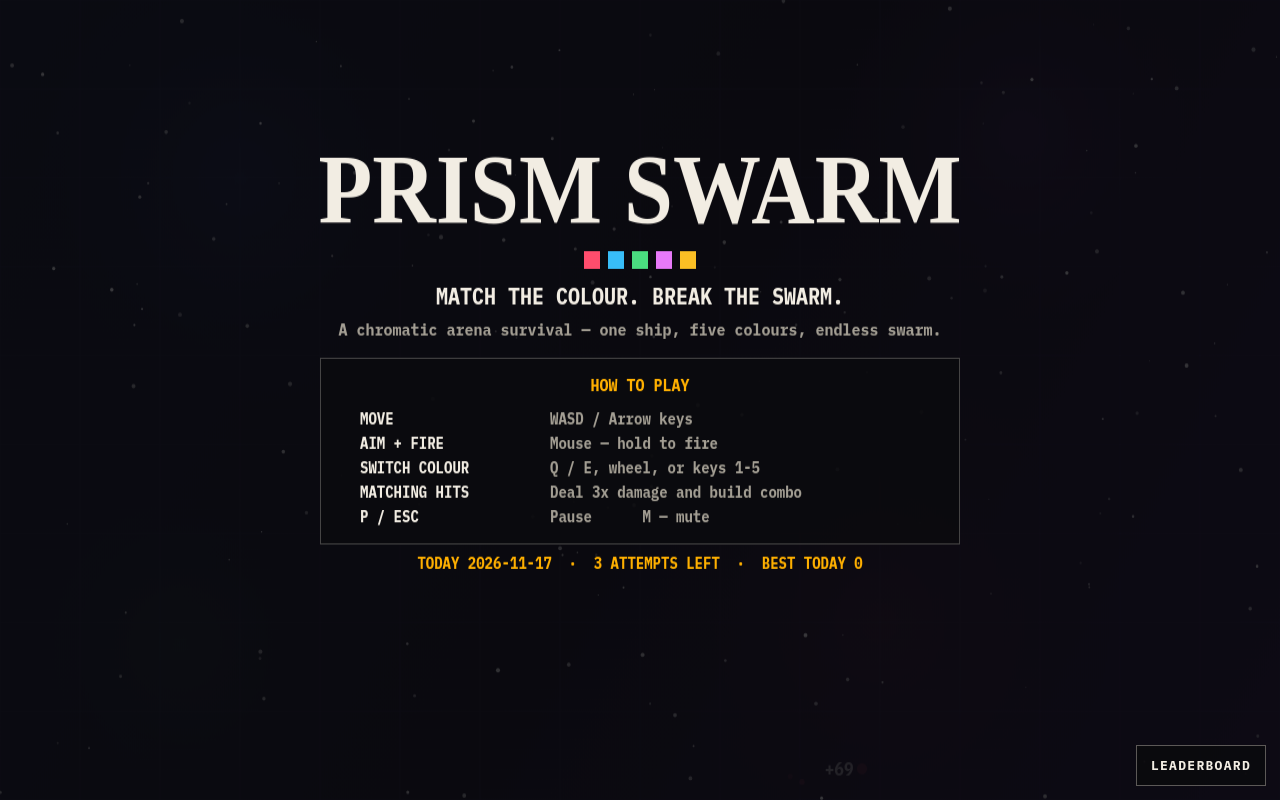 PRISM SWARM
MATCH THE COLOUR. BREAK THE SWARM.
A chromatic arena survival — one ship, five colours, endless swarm.
HOW TO PLAY
MOVE WASD / Arrow keys
AIM + FIRE Mouse — hold to fire
SWITCH COLOUR Q / E, wheel, or keys 1-5
MATCHING HITS Deal 3x damage and build combo
P / ESC Pause M — mute
TODAY 2026-11-17 · 3 ATTEMPTS LEFT · BEST TODAY 0
LEADERBOARD
+69